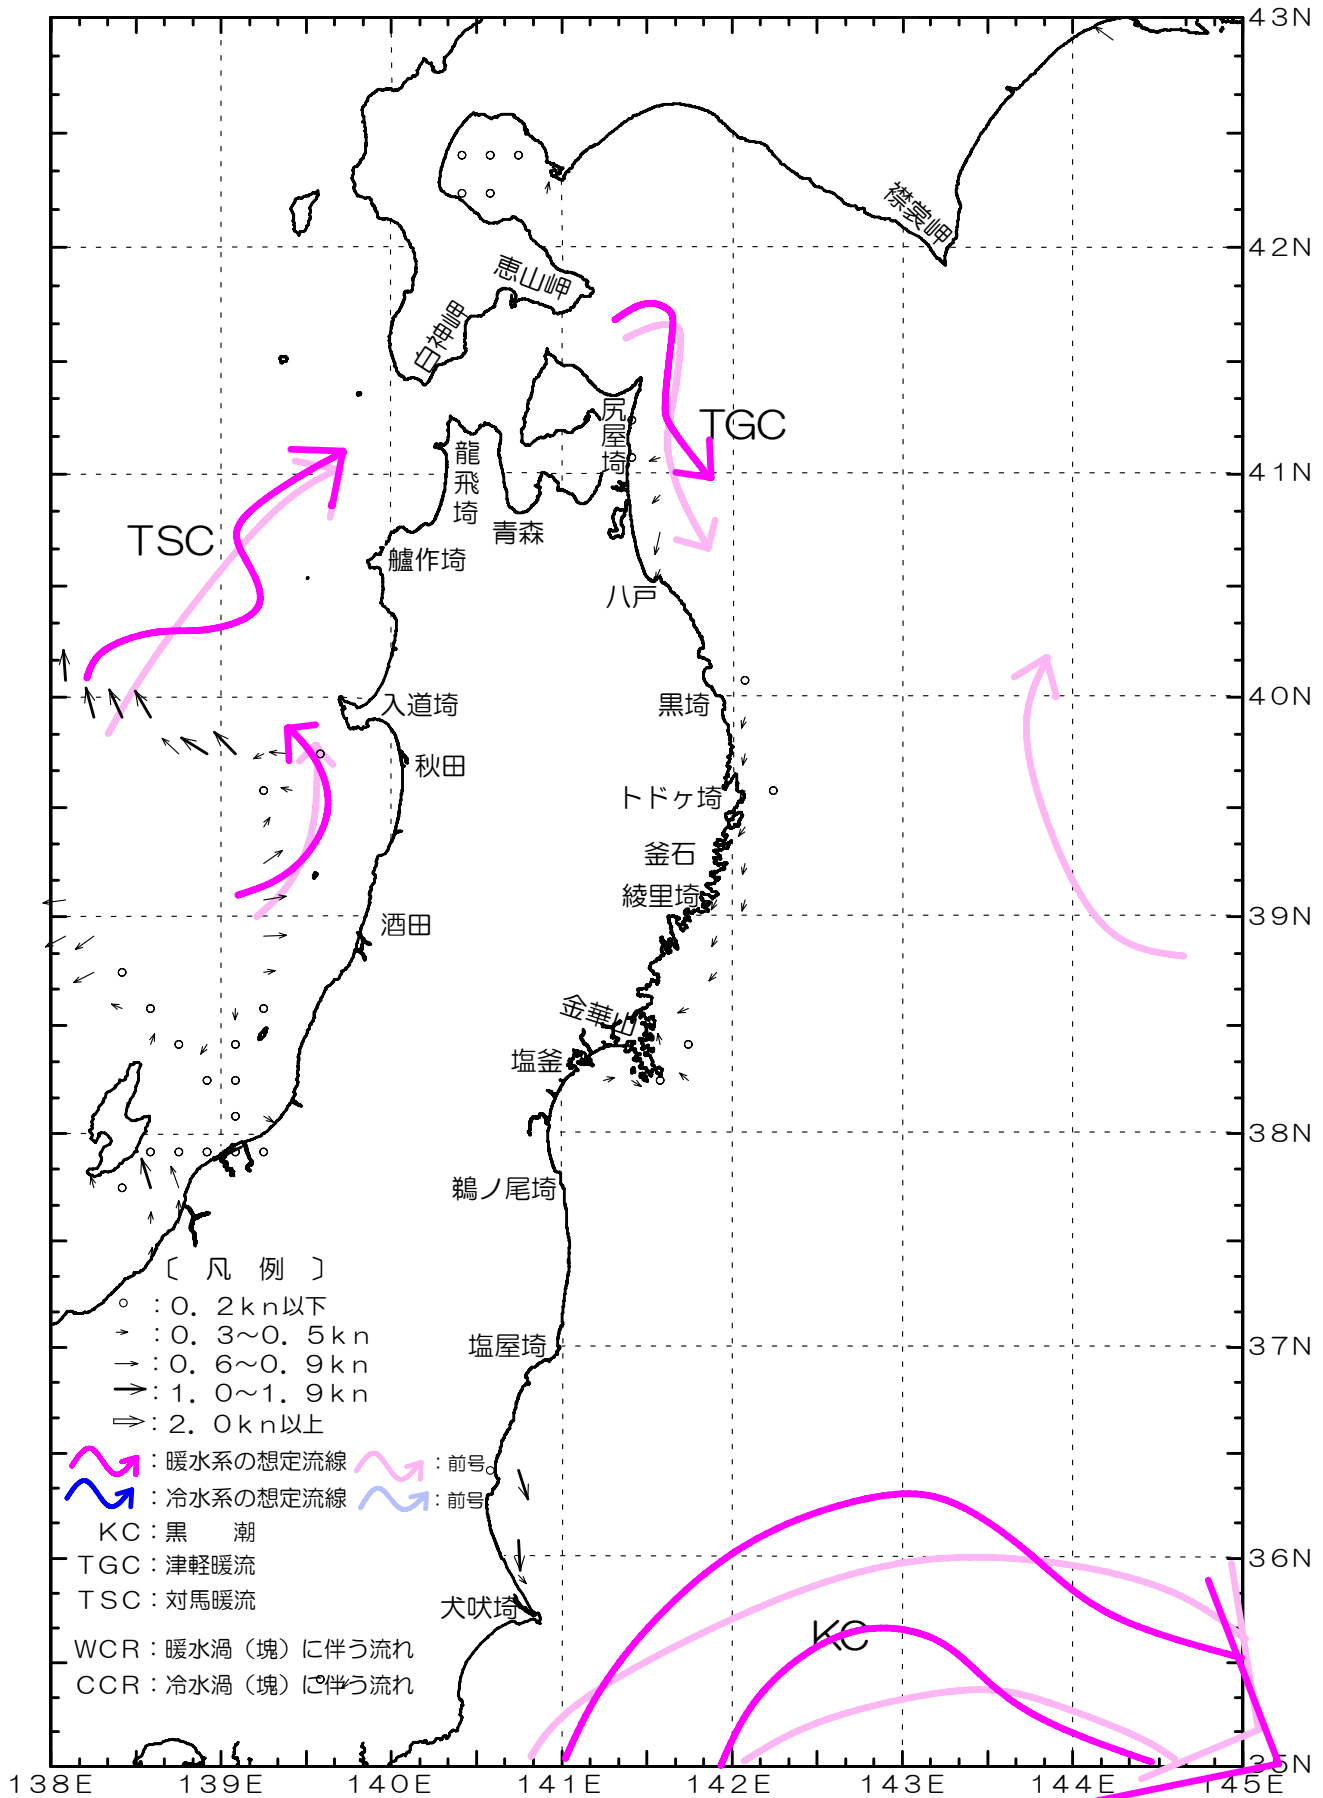 43N
襟裳岬
42N
恵山岬
白神岬
尻屋埼
TGC
龍飛埼
41N
TSC
青森
艫作埼
八戸
入道埼
黒埼
40N
秋田
トドヶ埼
釜石
綾里埼
39N
酒田
金華山
塩釜
38N
鵜ノ尾埼
〔 凡 例 〕
：0．2kn以下
：0．3～0．5kn
塩屋埼
37N
：0．6～0．9kn
：1．0～1．9kn
：2．0kn以上
：暖水系の想定流線 ：前号
：冷水系の想定流線 ：前号
KC：黒 潮
36N
TGC：津軽暖流
TSC：対馬暖流
犬吠埼
KC
WCR：暖水渦（塊）に伴う流れ
CCR：冷水渦（塊）に伴う流れ
35N
138E 139E 140E 141E 142E 143E 144E 145E